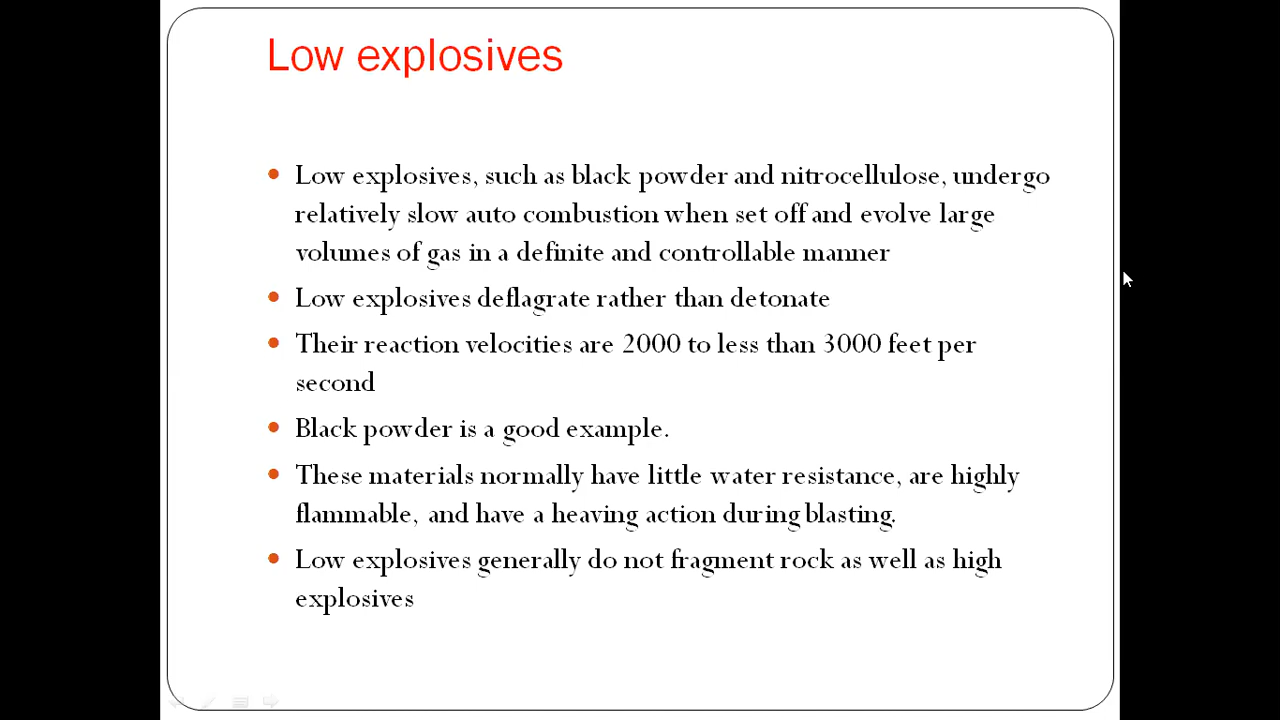 Low explosives
Low explosives, such as black powder and nitrocellulose, undergo
relatively slow auto combustion when set off and evolve large
volumes of gas in a definite and controllable manner
Low explosives deflagrate rather than detonate
Their reaction velocities are 2000 to less than 3000 feet per
second
Black powder is a good example.
These materials normally have little water resistance, are highly
flammable, and have a heaving action during blasting.
Low explosives generally do not fragment rock as well as high
explosives